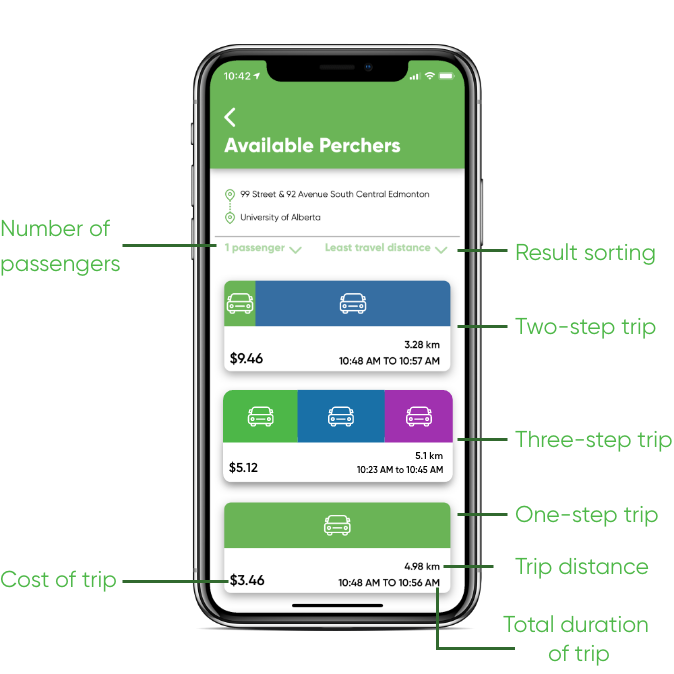 10:42
Available Perchers
99 Street & 92 Avenue South Central Edmonton
University of Alberta
Number of
passengers
1 passenger
Least travel distance
Result sorting
Two-step trip
3.28 km
$9.46
10:48 AM TO 10:57 AM
Three-step trip
5.1 km
$5.12
10:23 AM to 10:45 AM
One-step trip
4.98 km
Trip distance
Cost of trip
$3.46
10:48 AM TO 10:56 AM
Total duration
of trip